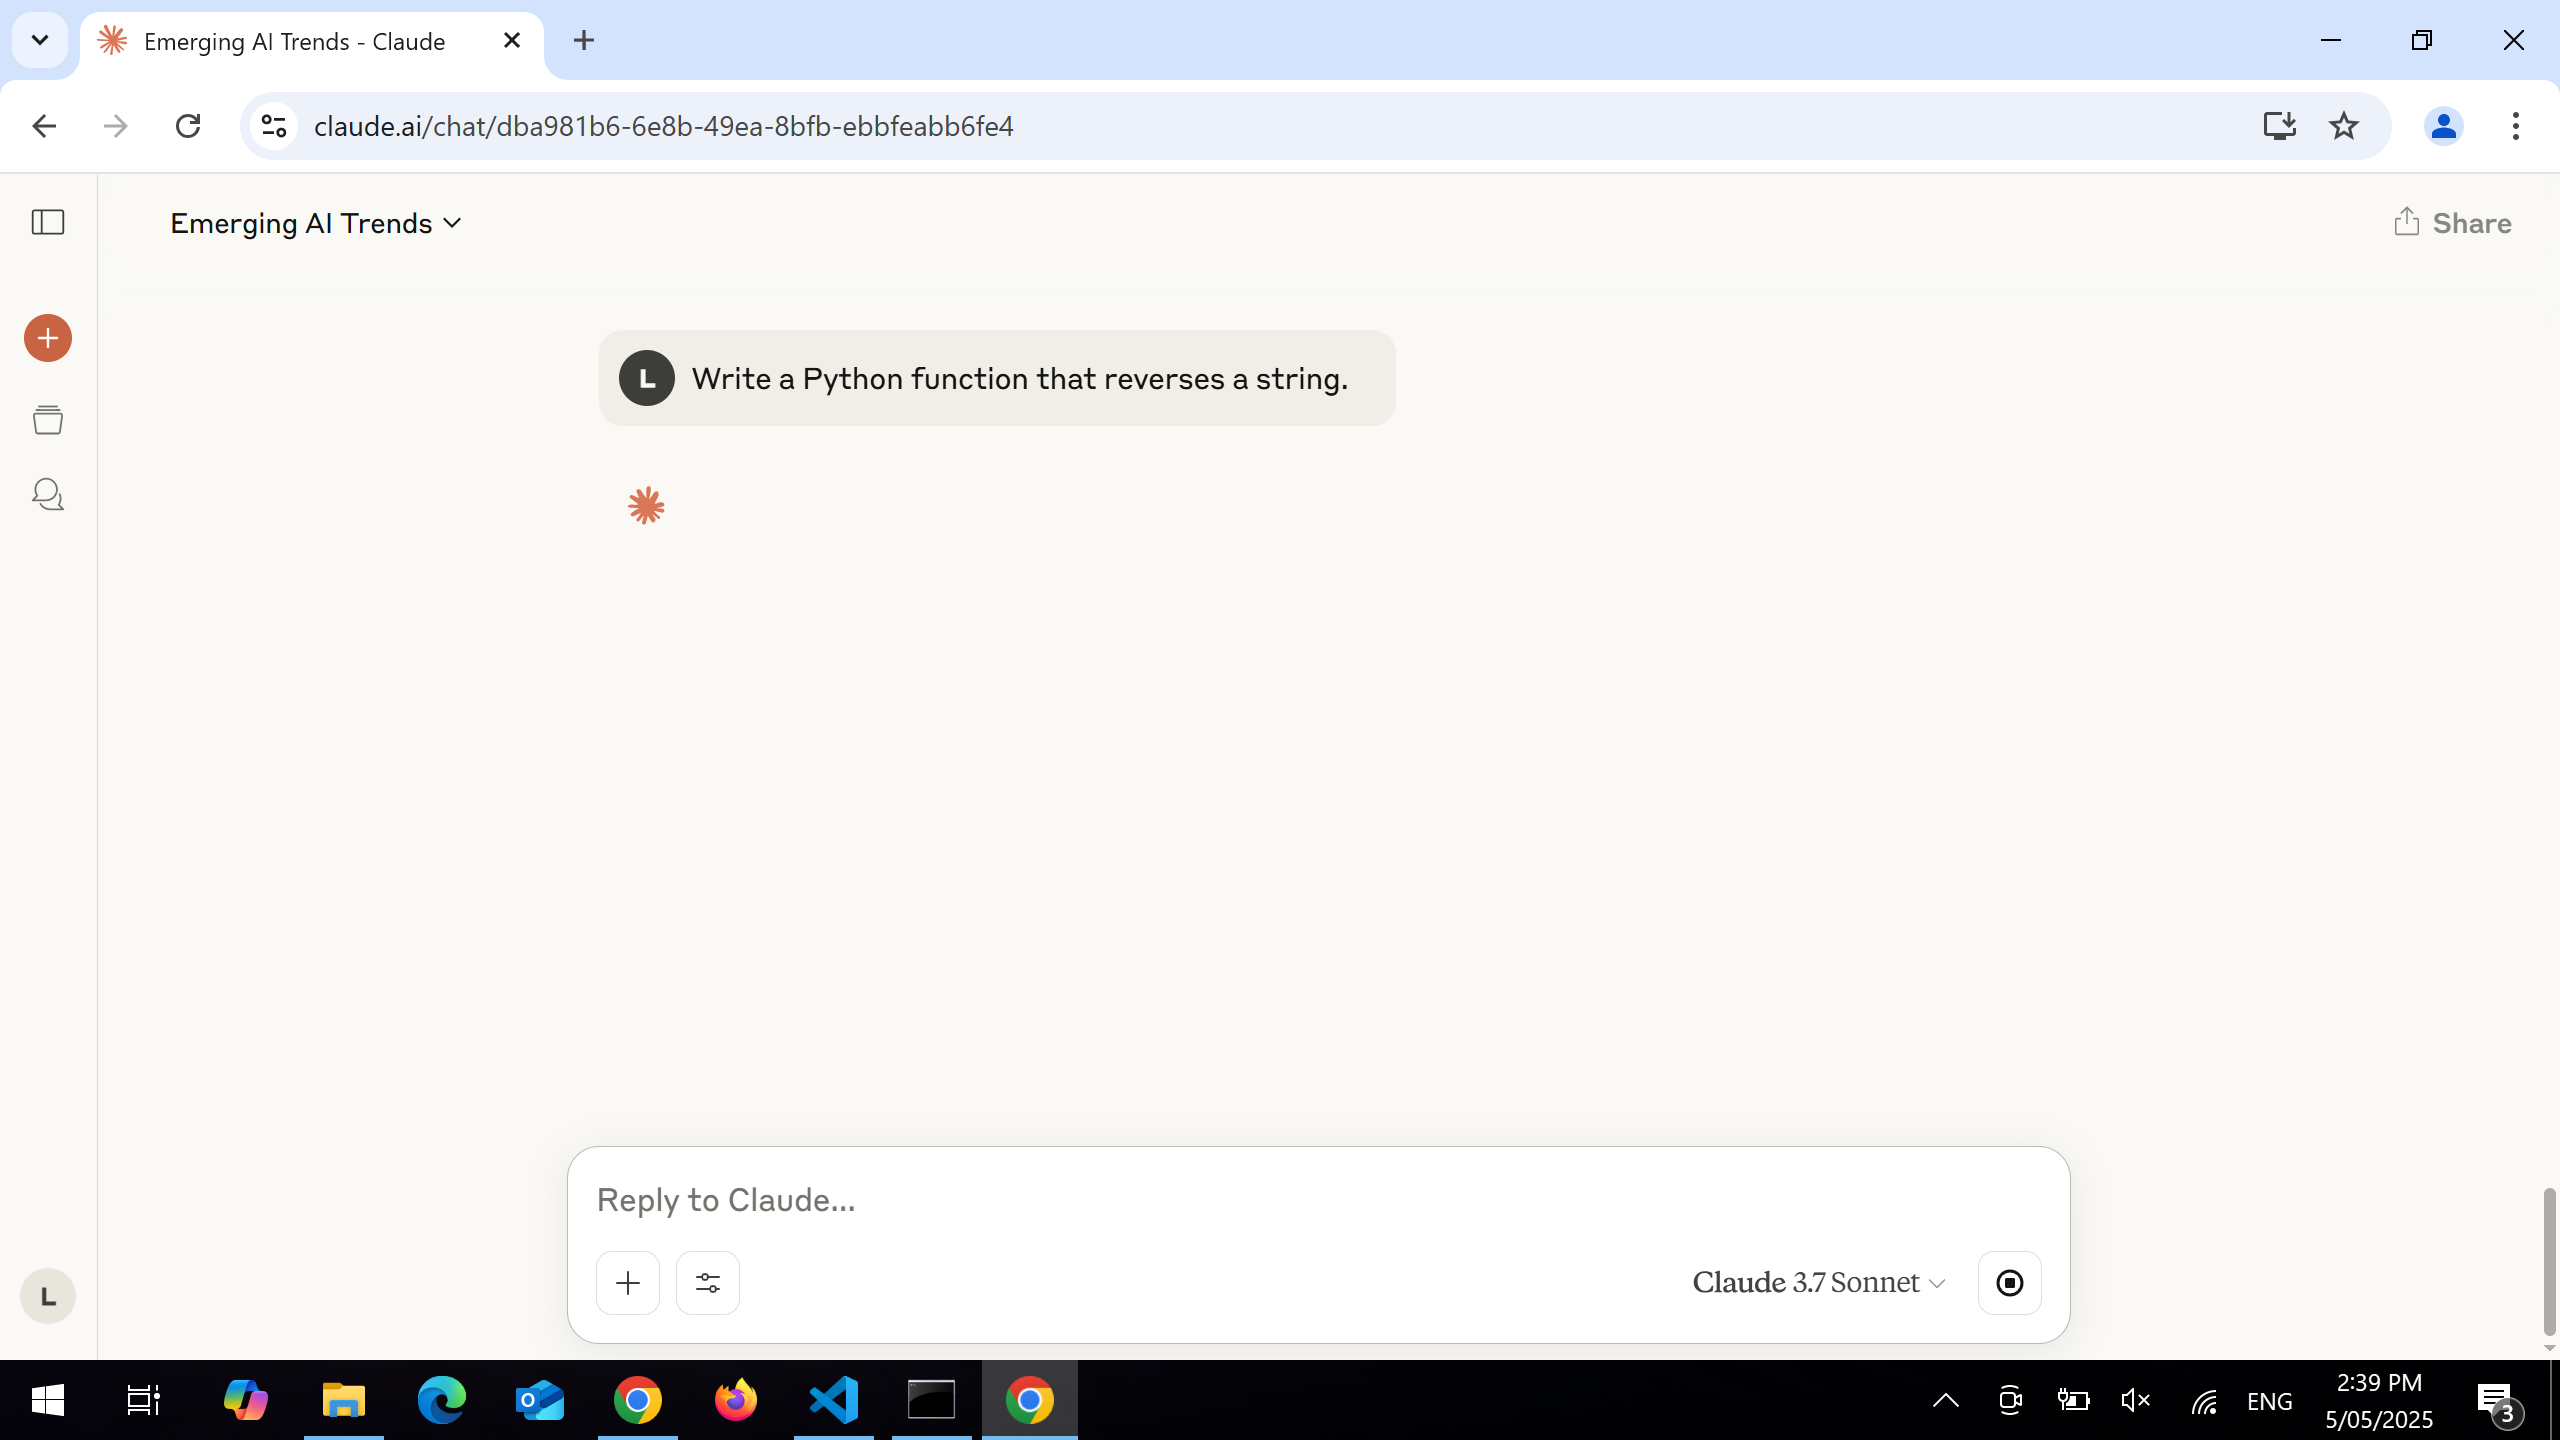 Emerging AI Trends - Claude
claude.ai/chat/dba981b6-6e8b-49ea-8bfb-ebbfeabb6fe4
Emerging AI Trends
Share
L
Write a Python function that reverses a string.
Reply to Claude...
Claude 3.7 Sonnet
L
ENG
2:39 PM
5/05/2025
3